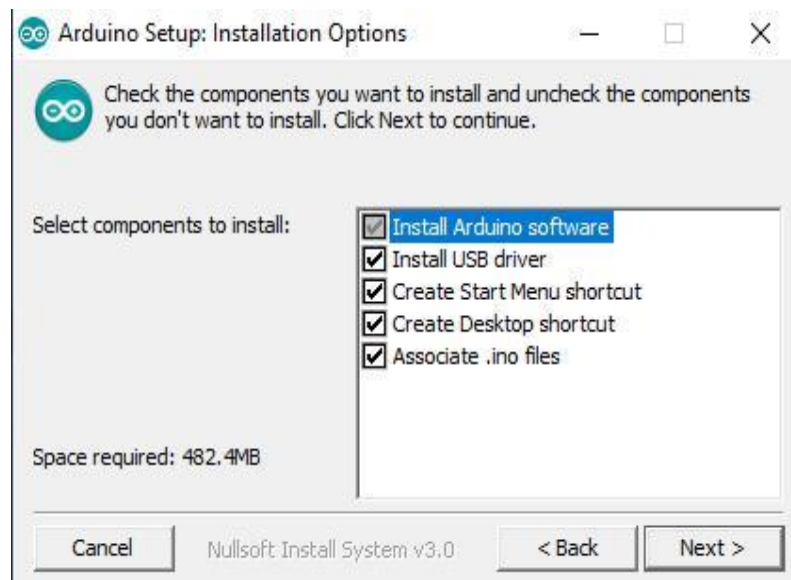 Arduino Setup: Installation Options
Check the components you want to install and uncheck the components
you don't want to install. Click Next to continue.
Select components to install:
Install Arduino software
Install USB driver
Create Start Menu shortcut
Create Desktop shortcut
Associate .ino files
Space required: 482.4MB
Cancel
Nullsoft Install System v3.0
< Back
Next >